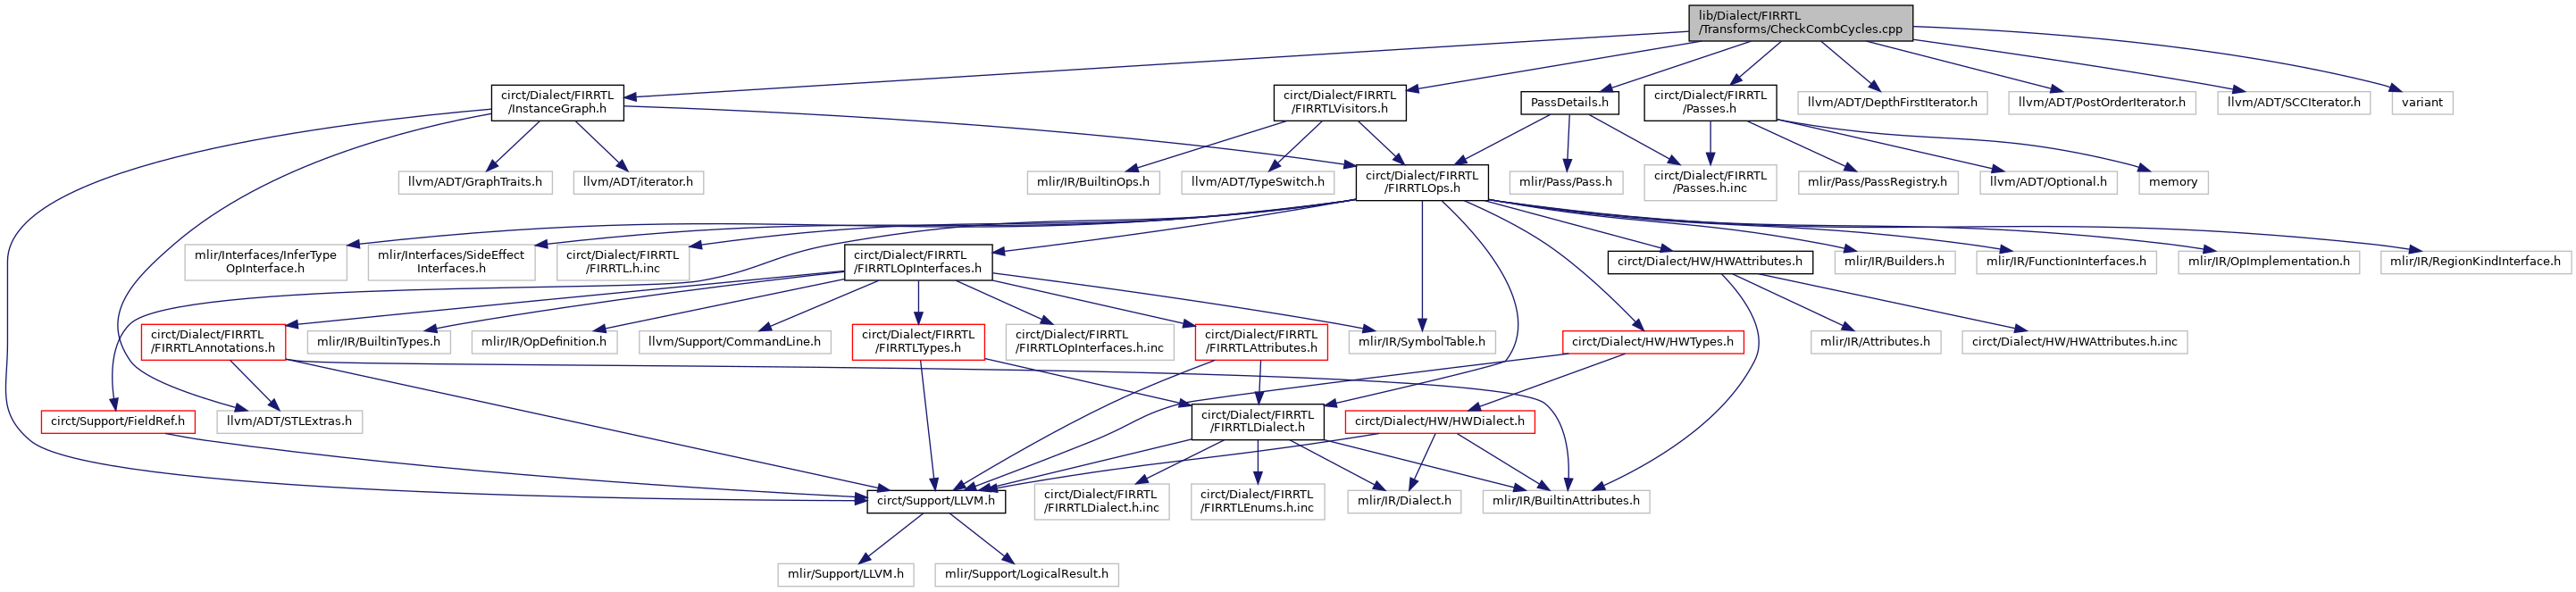 lib/Dialect/FIRRTL
/Transforms/CheckCombCycles.cpp
circt/Dialect/FIRRTL
/InstanceGraph.h
circt/Dialect/FIRRTL
/FIRRTLVisitors.h
PassDetails.h
circt/Dialect/FIRRTL
/Passes.h
llvm/ADT/DepthFirstIterator.h
llvm/ADT/PostOrderIterator.h
llvm/ADT/SCCIterator.h
variant
llvm/ADT/GraphTraits.h
llvm/ADT/iterator.h
mlir/IR/BuiltinOps.h
llvm/ADT/TypeSwitch.h
circt/Dialect/FIRRTL
/FIRRTLOps.h
mlir/Pass/Pass.h
circt/Dialect/FIRRTL
/Passes.h.inc
mlir/Pass/PassRegistry.h
llvm/ADT/Optional.h
memory
mlir/Interfaces/InferType
OpInterface.h
mlir/Interfaces/SideEffect
Interfaces.h
circt/Dialect/FIRRTL
/FIRRTL.h.inc
circt/Dialect/FIRRTL
/FIRRTLOpInterfaces.h
circt/Dialect/HW/HWAttributes.h
mlir/IR/Builders.h
mlir/IR/FunctionInterfaces.h
mlir/IR/OpImplementation.h
mlir/IR/RegionKindInterface.h
circt/Dialect/FIRRTL
/FIRRTLAnnotations.h
mlir/IR/BuiltinTypes.h
mlir/IR/OpDefinition.h
llvm/Support/CommandLine.h
circt/Dialect/FIRRTL
/FIRRTLTypes.h
circt/Dialect/FIRRTL
/FIRRTLOpInterfaces.h.inc
circt/Dialect/FIRRTL
/FIRRTLAttributes.h
mlir/IR/SymbolTable.h
circt/Dialect/HW/HWTypes.h
mlir/IR/Attributes.h
circt/Dialect/HW/HWAttributes.h.inc
circt/Support/FieldRef.h
llvm/ADT/STLExtras.h
circt/Dialect/FIRRTL
/FIRRTLDialect.h
circt/Dialect/HW/HWDialect.h
circt/Support/LLVM.h
circt/Dialect/FIRRTL
/FIRRTLDialect.h.inc
circt/Dialect/FIRRTL
/FIRRTLEnums.h.inc
mlir/IR/Dialect.h
mlir/IR/BuiltinAttributes.h
mlir/Support/LLVM.h
mlir/Support/LogicalResult.h